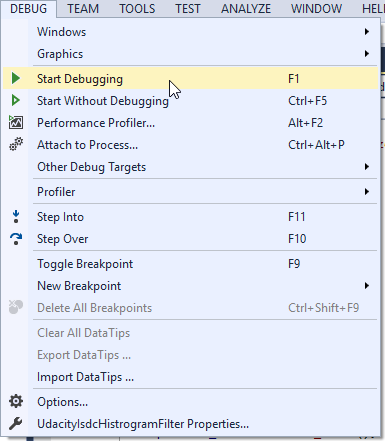 DEBUG TEAM TOOLS TEST ANALYZE WINDOW HEL
Windows
Graphics
Start Debugging F1
Start Without Debugging Ctrl+F5
Performance Profiler... Alt+F2
Attach to Process... Ctrl+Alt+P
Other Debug Targets
Profiler
Step Into F11
Step Over F10
Toggle Breakpoint F9
New Breakpoint
Delete All Breakpoints Ctrl+Shift+F9
Clear All DataTips
Export DataTips ...
Import DataTips ...
Options...
UdacityIsdcHistrogramFilter Properties...